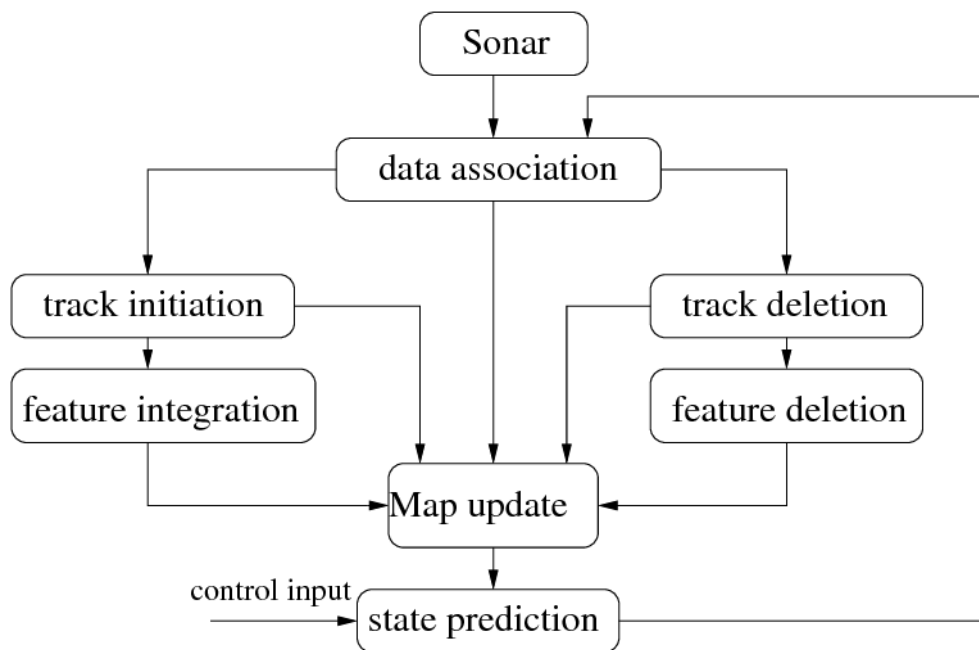 Sonar
data association
track initiation
track deletion
feature integration
feature deletion
Map update
control input
state prediction